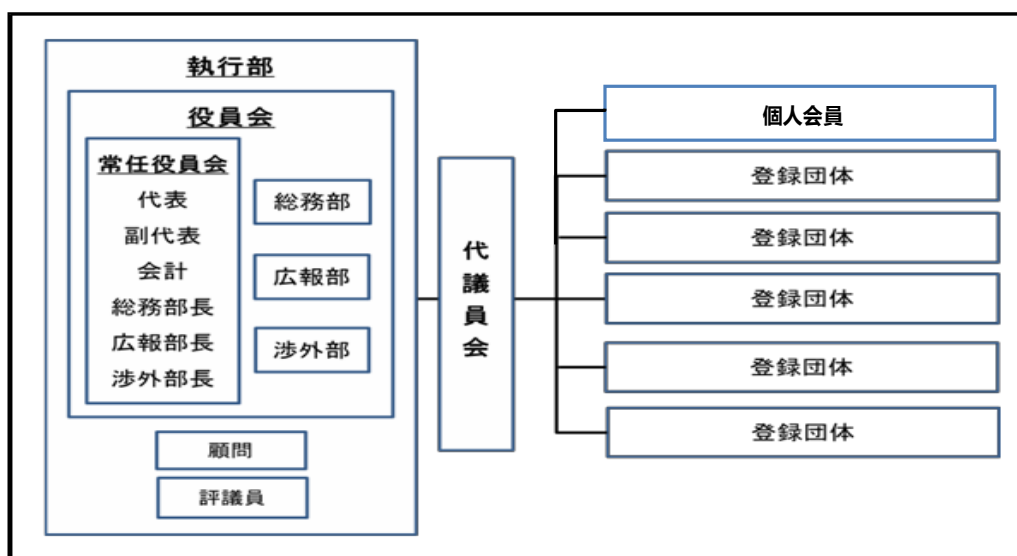 執行部
役員会
常任役員会
代表
副代表
会計
総務部長
広報部長
渉外部長
総務部
広報部
渉外部
顧問
評議員
代議員会
個人会員
登録団体
登録団体
登録団体
登録団体
登録団体